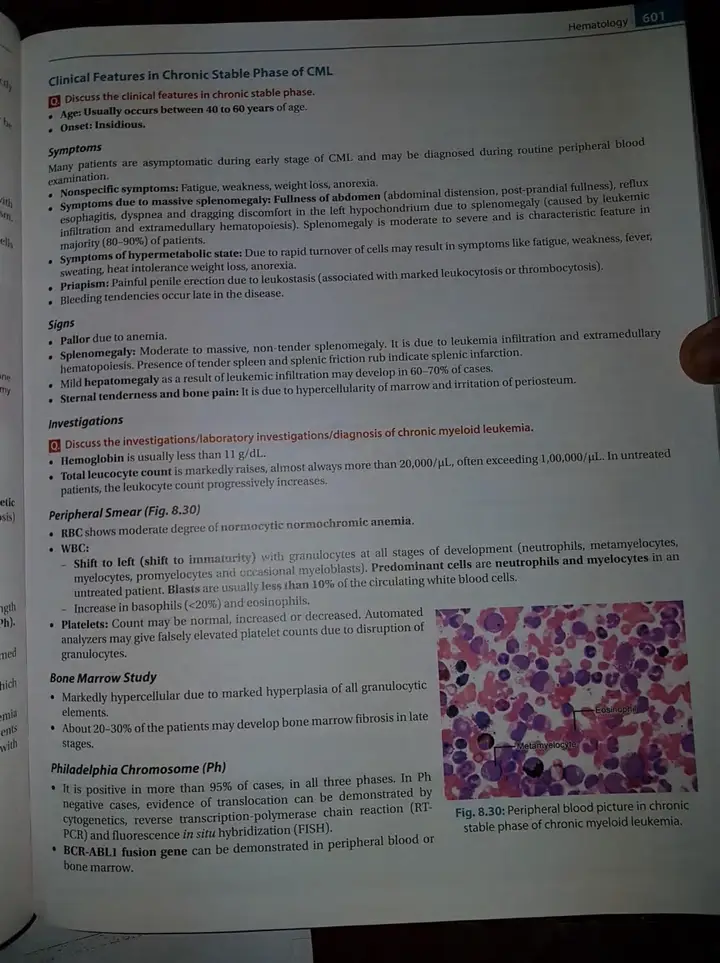 Hematology 601
Clinical Features in Chronic Stable Phase of CML
Q. Discuss the clinical features in chronic stable phase.
• Age: Usually occurs between 40 to 60 years of age.
• Onset: Insidious.
Symptoms
Many patients are asymptomatic during early stage of CML and may be diagnosed during routine peripheral blood
examination.
• Nonspecific symptoms: Fatigue, weakness, weight loss, anorexia.
• Symptoms due to massive splenomegaly: Fullness of abdomen (abdominal distension, post-prandial fullness), reflux
esophagitis, dyspnea and dragging discomfort in the left hypochondrium due to splenomegaly (caused by leukemic
infiltration and extramedullary hematopoiesis). Splenomegaly is moderate to severe and is characteristic feature in
majority (80–90%) of patients.
• Symptoms of hypermetabolic state: Due to rapid turnover of cells may result in symptoms like fatigue, weakness, fever,
sweating, heat intolerance weight loss, anorexia.
• Priapism: Painful penile erection due to leukostasis (associated with marked leukocytosis or thrombocytosis).
• Bleeding tendencies occur late in the disease.
Signs
• Pallor due to anemia.
• Splenomegaly: Moderate to massive, non-tender splenomegaly. It is due to leukemia infiltration and extramedullary
hematopoiesis. Presence of tender spleen and splenic friction rub indicate splenic infarction.
• Mild hepatomegaly as a result of leukemic infiltration may develop in 60–70% of cases.
• Sternal tenderness and bone pain: It is due to hypercellularity of marrow and irritation of periosteum.
Investigations
Q. Discuss the investigations/laboratory investigations/diagnosis of chronic myeloid leukemia.
• Hemoglobin is usually less than 11 g/dL.
• Total leucocyte count is markedly raises, almost always more than 20,000/µL, often exceeding 1,00,000/µL. In untreated
patients, the leukocyte count progressively increases.
Peripheral Smear (Fig. 8.30)
• RBC shows moderate degree of normocytic normochromic anemia.
• WBC:
– Shift to left (shift to immaturity) with granulocytes at all stages of development (neutrophils, metamyelocytes,
myelocytes, promyelocytes and occasional myeloblasts). Predominant cells are neutrophils and myelocytes in an
untreated patient. Blasts are usually less than 10% of the circulating white blood cells.
– Increase in basophils (<20%) and eosinophils.
• Platelets: Count may be normal, increased or decreased. Automated
analyzers may give falsely elevated platelet counts due to disruption of
granulocytes.
Bone Marrow Study
• Markedly hypercellular due to marked hyperplasia of all granulocytic
elements.
• About 20–30% of the patients may develop bone marrow fibrosis in late
stages.
Philadelphia Chromosome (Ph)
• It is positive in more than 95% of cases, in all three phases. In Ph
negative cases, evidence of translocation can be demonstrated by
cytogenetics, reverse transcription-polymerase chain reaction (RT-
PCR) and fluorescence in situ hybridization (FISH).
• BCR-ABL1 fusion gene can be demonstrated in peripheral blood or
bone marrow.
Eosinophil
Metamyelocyte
Fig. 8.30: Peripheral blood picture in chronic
stable phase of chronic myeloid leukemia.